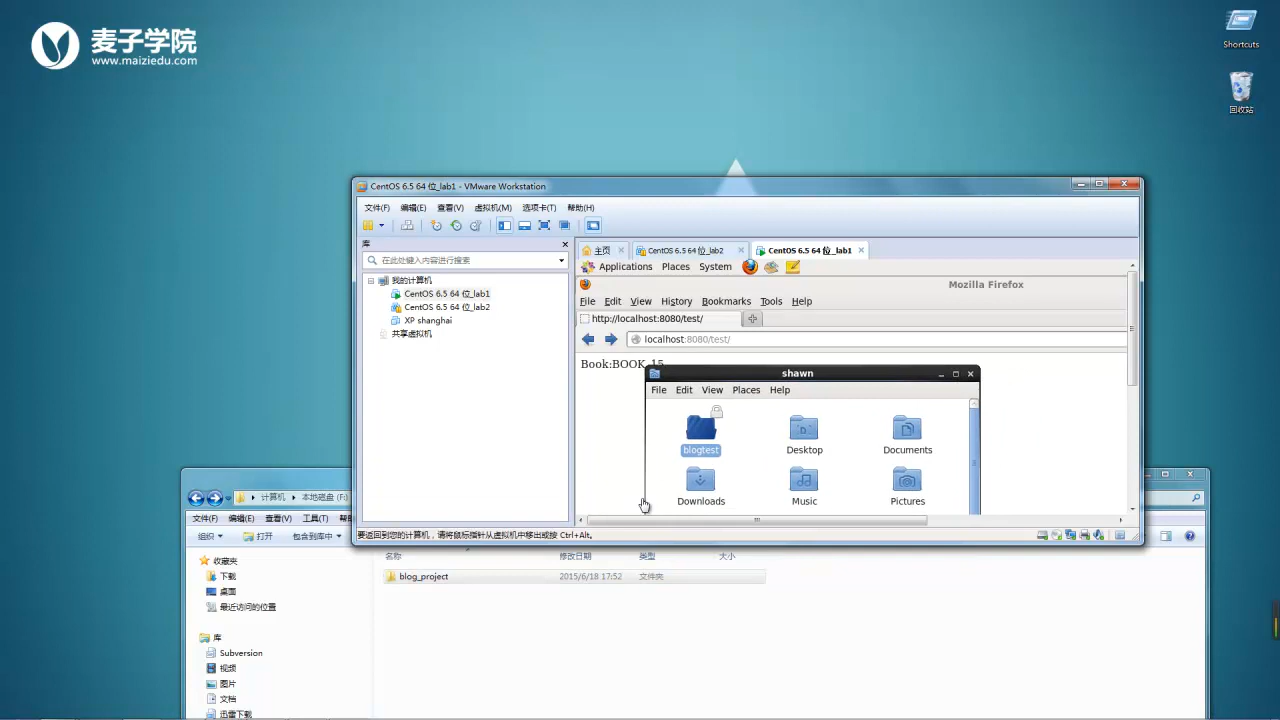 麦子学院
www.maiziedu.com
Shortcuts
回收站
CentOS 6.5 64 位_lab1 - VMware Workstation
文件(F) 编辑(E) 查看(V) 虚拟机(M) 选项卡(T) 帮助(H)
库
在此处键入内容进行搜索
我的计算机
CentOS 6.5 64 位_lab1
CentOS 6.5 64 位_lab2
XP shanghai
共享虚拟机
主页 CentOS 6.5 64 位_lab2 CentOS 6.5 64 位_lab1
Applications Places System
Mozilla Firefox
File Edit View History Bookmarks Tools Help
http://localhost:8080/test/
localhost:8080/test/
Book:BOOK_15
shawn
File Edit View Places Help
blogtest Desktop Documents
Downloads Music Pictures
要返回到您的计算机，请将鼠标指针从虚拟机中移出或按 Ctrl+Alt。
计算机 本地磁盘 (F:)
文件(F) 编辑(E) 查看(V) 工具(T)
组织 打开 包含到库中
名称 修改日期 类型 大小
blog_project 2015/6/18 17:52 文件夹
收藏夹
下载
桌面
最近访问的位置
库
Subversion
视频
图片
文档
迅雷下载